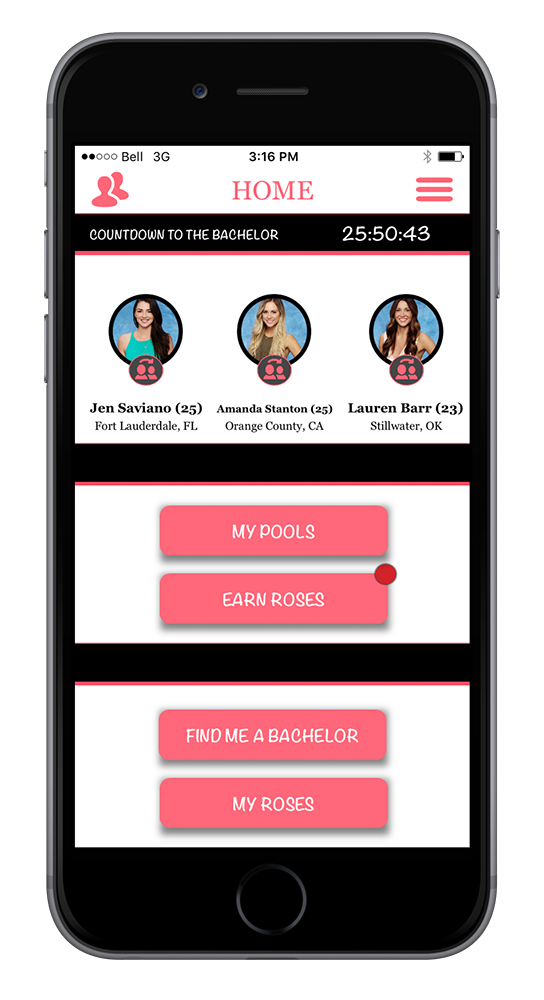 Bell 3G 3:16 PM
HOME
COUNTDOWN TO THE BACHELOR 25:50:43
Jen Saviano (25) Amanda Stanton (25) Lauren Barr (23)
Fort Lauderdale, FL Orange County, CA Stillwater, OK
MY POOLS
EARN ROSES
FIND ME A BACHELOR
MY ROSES